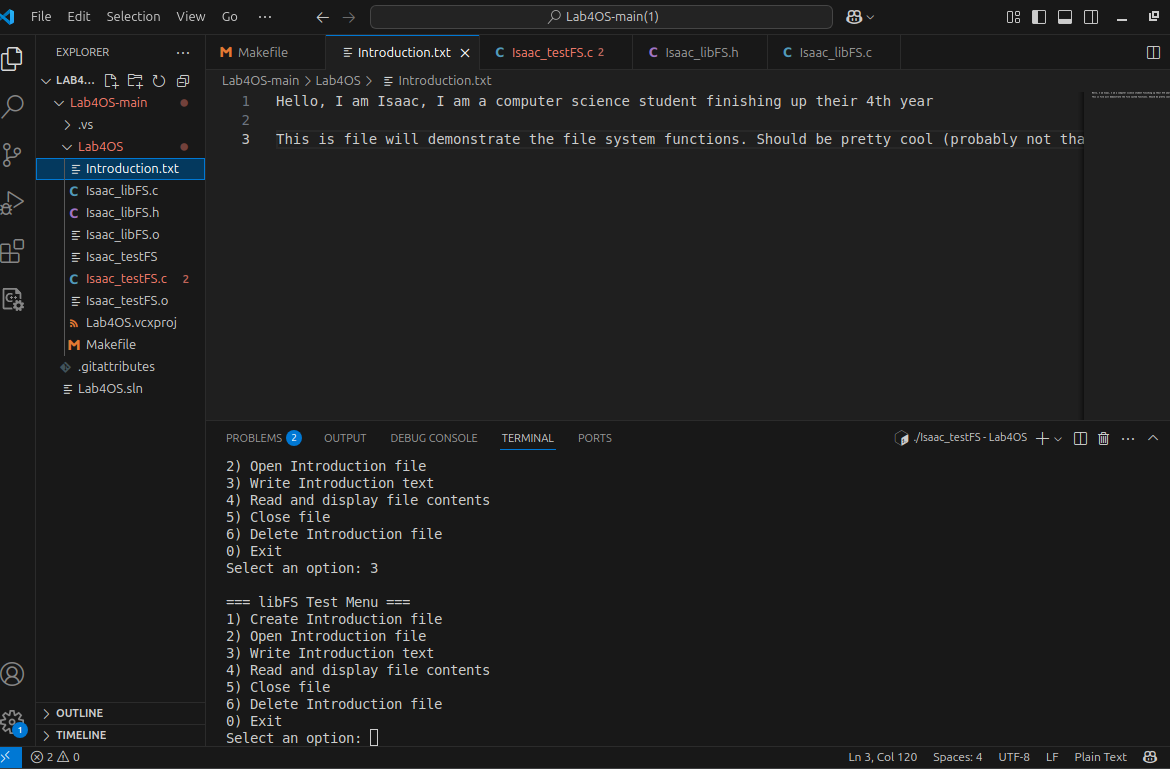 File Edit Selection View Go ··· Lab4OS-main(1)
EXPLORER ···
LAB4...
Lab4OS-main
.vs
Lab4OS
Introduction.txt
C Isaac_libFS.c
C Isaac_libFS.h
Isaac_libFS.o
Isaac_testFS
C Isaac_testFS.c 2
Isaac_testFS.o
Lab4OS.vcxproj
M Makefile
.gitattributes
Lab4OS.sln
OUTLINE
TIMELINE
1
M Makefile Introduction.txt C Isaac_testFS.c 2 C Isaac_libFS.h C Isaac_libFS.c
Lab4OS-main > Lab4OS > Introduction.txt
1 Hello, I am Isaac, I am a computer science student finishing up their 4th year
2
3 This is file will demonstrate the file system functions. Should be pretty cool (probably not tha
PROBLEMS 2 OUTPUT DEBUG CONSOLE TERMINAL PORTS ./Isaac_testFS - Lab4OS ···
2) Open Introduction file
3) Write Introduction text
4) Read and display file contents
5) Close file
6) Delete Introduction file
0) Exit
Select an option: 3
=== libFS Test Menu ===
1) Create Introduction file
2) Open Introduction file
3) Write Introduction text
4) Read and display file contents
5) Close file
6) Delete Introduction file
0) Exit
Select an option:
2 0 Ln 3, Col 120 Spaces: 4 UTF-8 LF Plain Text